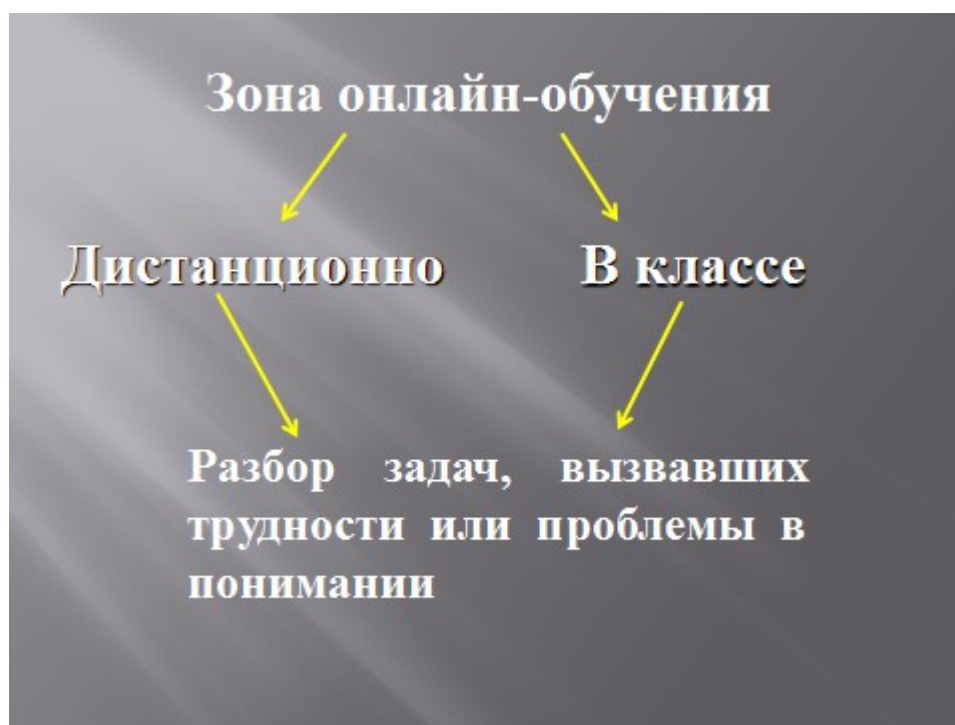 Зона онлайн-обучения
Дистанционно
В классе
Разбор задач, вызвавших
трудности или проблемы в
понимании